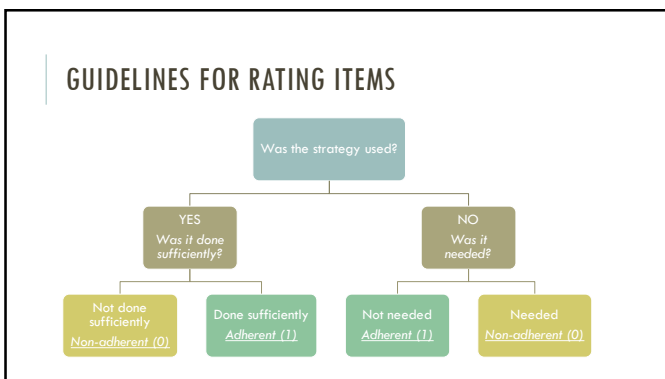 GUIDELINES FOR RATING ITEMS
Was the strategy used?
YES
Was it done
sufficiently?
NO
Was it
needed?
Not done
sufficiently
Non-adherent (0)
Done sufficiently
Adherent (1)
Not needed
Adherent (1)
Needed
Non-adherent (0)